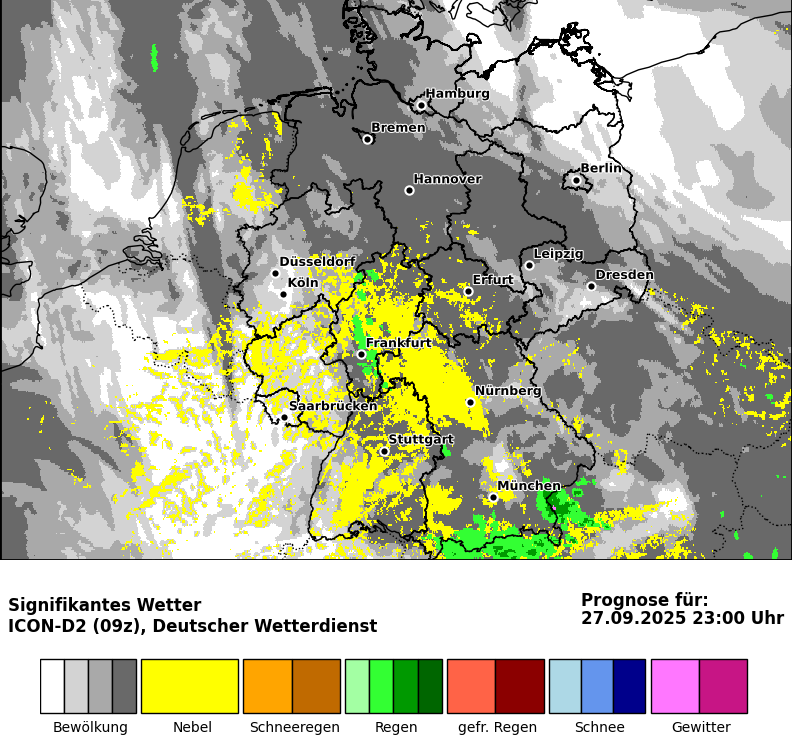 Hamburg
Bremen
Berlin
Hannover
Leipzig
Düsseldorf
Dresden
Erfurt
Köln
Frankfurt
Nürnberg
Saarbrücken
Stuttgart
München
Signifikantes Wetter
ICON-D2 (09z), Deutscher Wetterdienst
Prognose für:
27.09.2025 23:00 Uhr
Bewölkung
Nebel
Schneeregen
Regen
gefr. Regen
Schnee
Gewitter